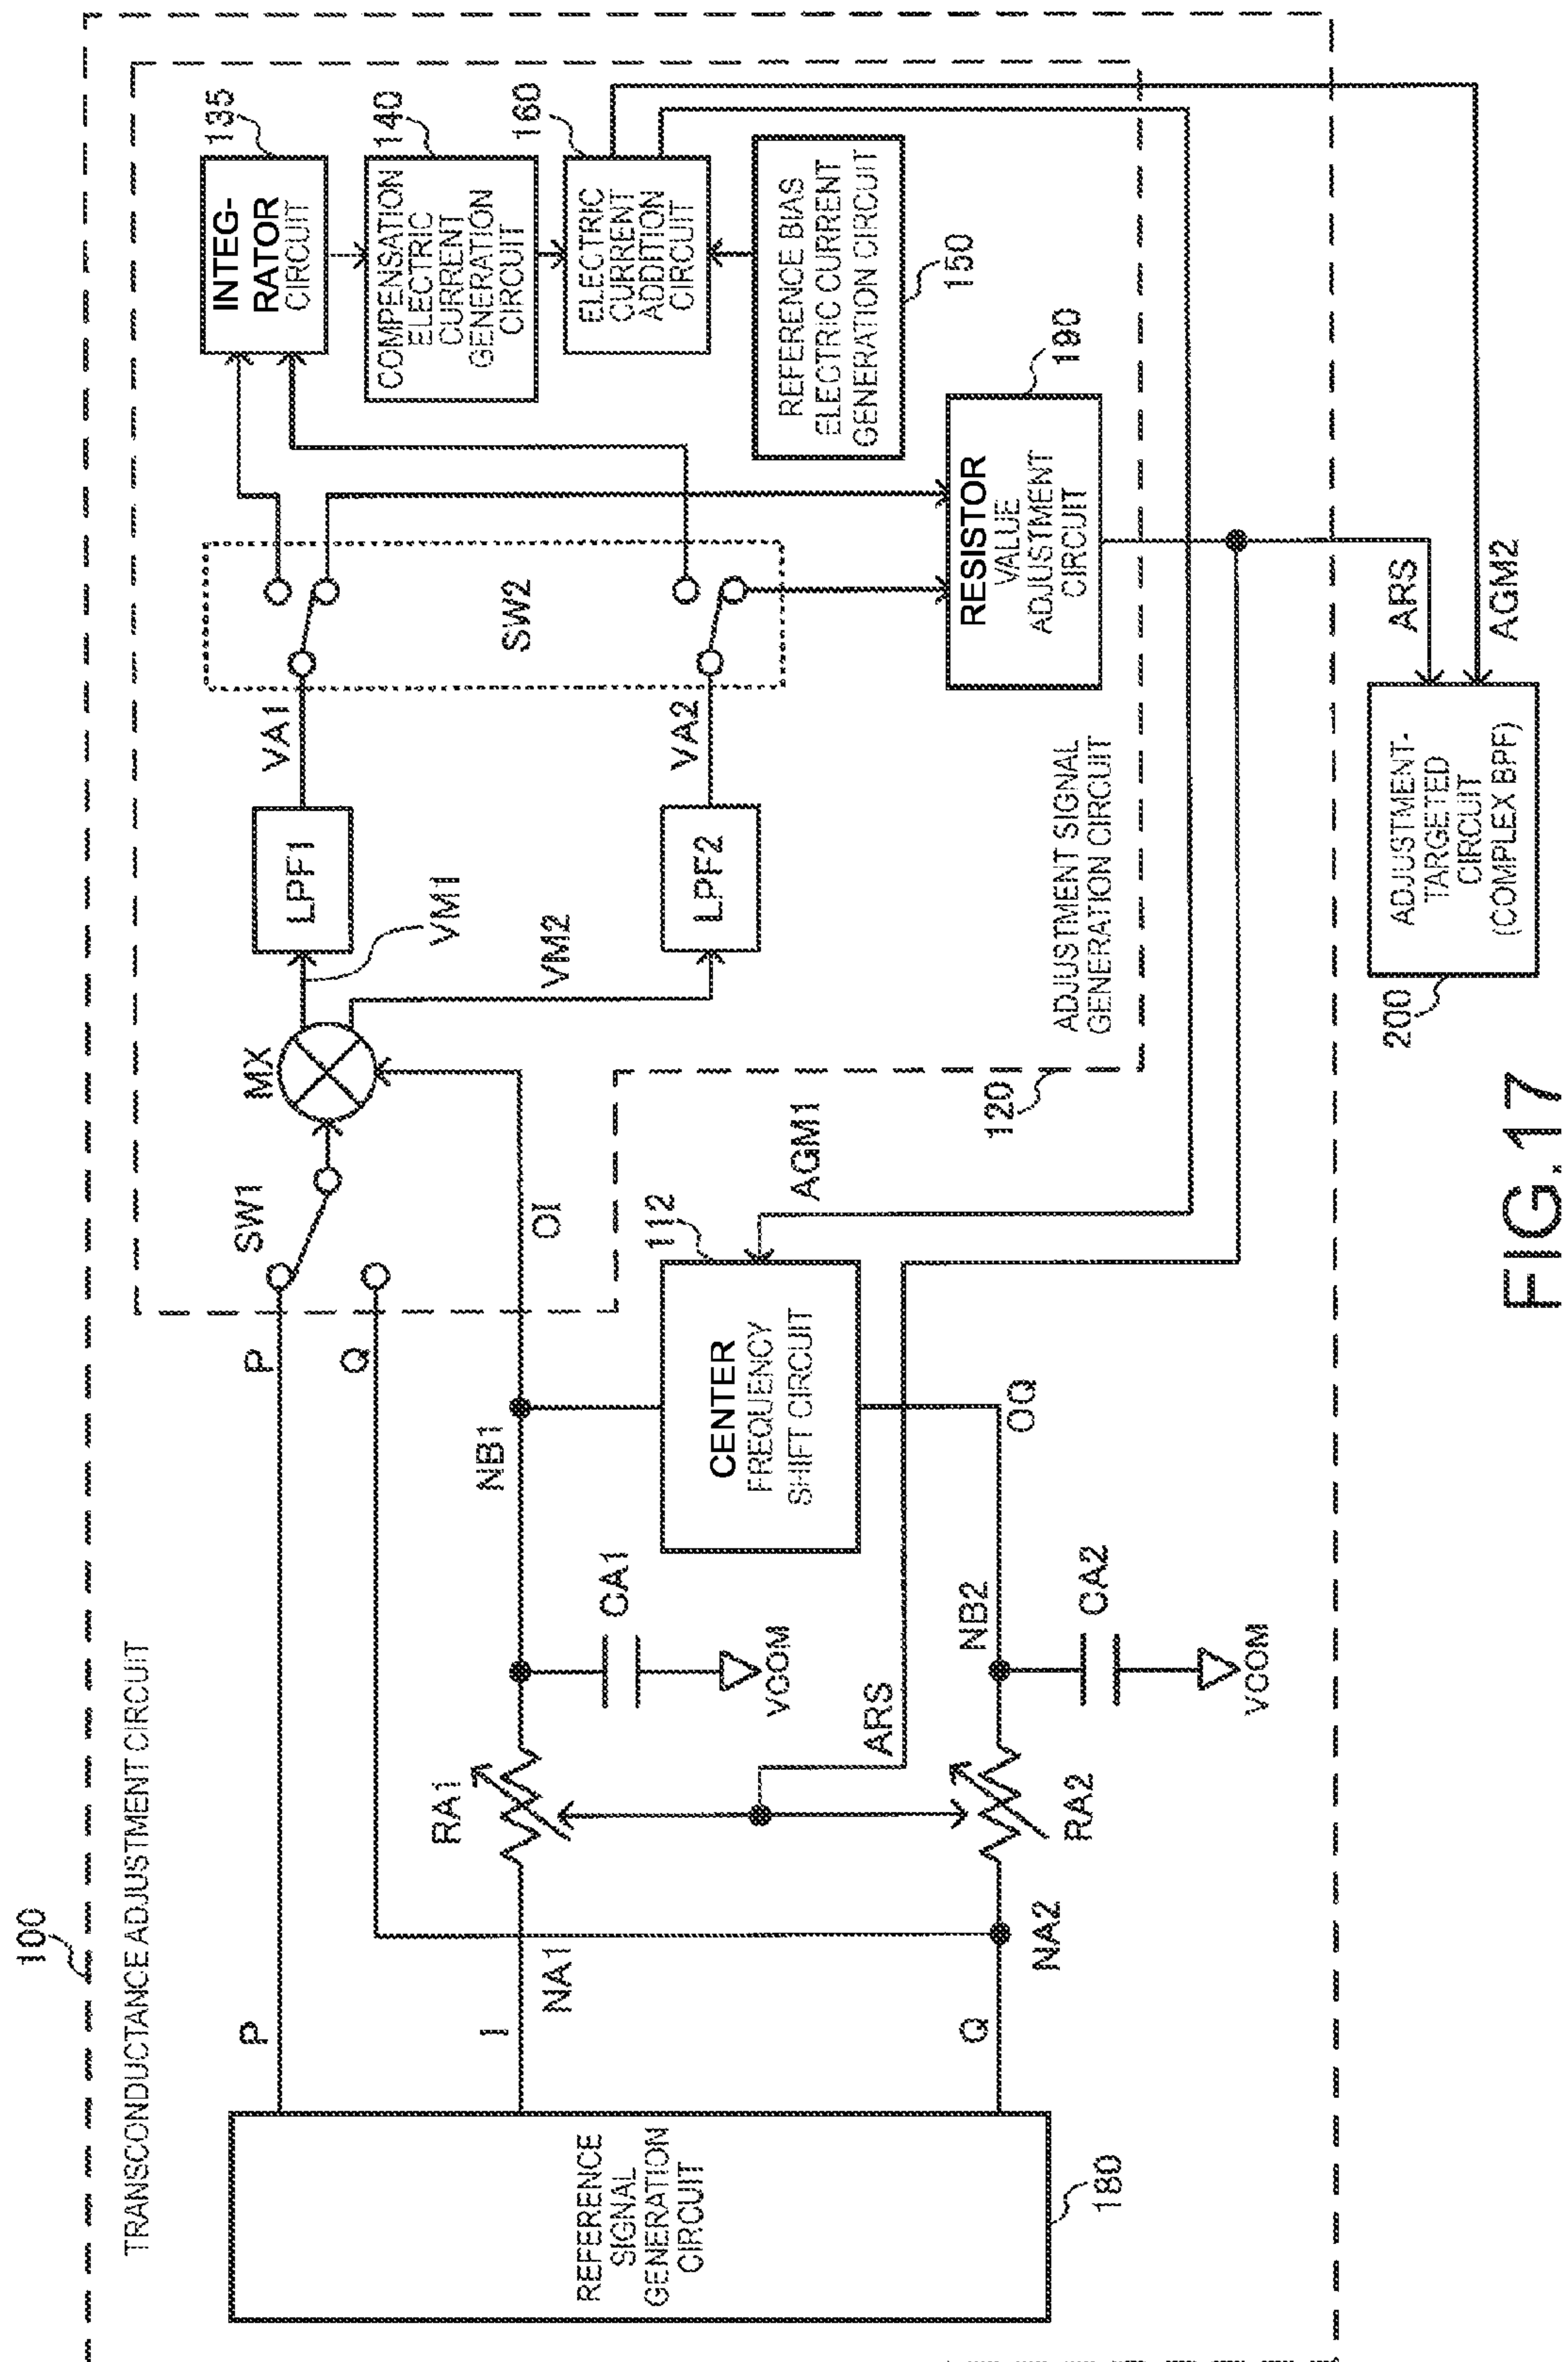 100
TRANSCONDUCTANCE ADJUSTMENT CIRCUIT
REFERENCE
SIGNAL
GENERATION
CIRCUIT
180
P
I
Q
NA1
NA2
RA1
RA2
ARS
CA1
VCOM
NB2
CA2
VCOM
NB1
P
Q
CENTER
FREQUENCY
SHIFT CIRCUIT
112
OQ
OI
AGM1
SW1
MX
VM1
VM2
LPF1
LPF2
VA1
VA2
SW2
120
ADJUSTMENT SIGNAL
GENERATION CIRCUIT
INTEG-
RATOR
CIRCUIT
135
COMPENSATION
ELECTRIC
CURRENT
GENERATION
CIRCUIT
140
ELECTRIC
CURRENT
ADDITION
CIRCUIT
160
REFERENCE BIAS
ELECTRIC CURRENT
GENERATION CIRCUIT
150
RESISTOR
VALUE
ADJUSTMENT
CIRCUIT
190
ARS
AGM2
ADJUSTMENT-
TARGETED
CIRCUIT
(COMPLEX BPF)
200
FIG.17